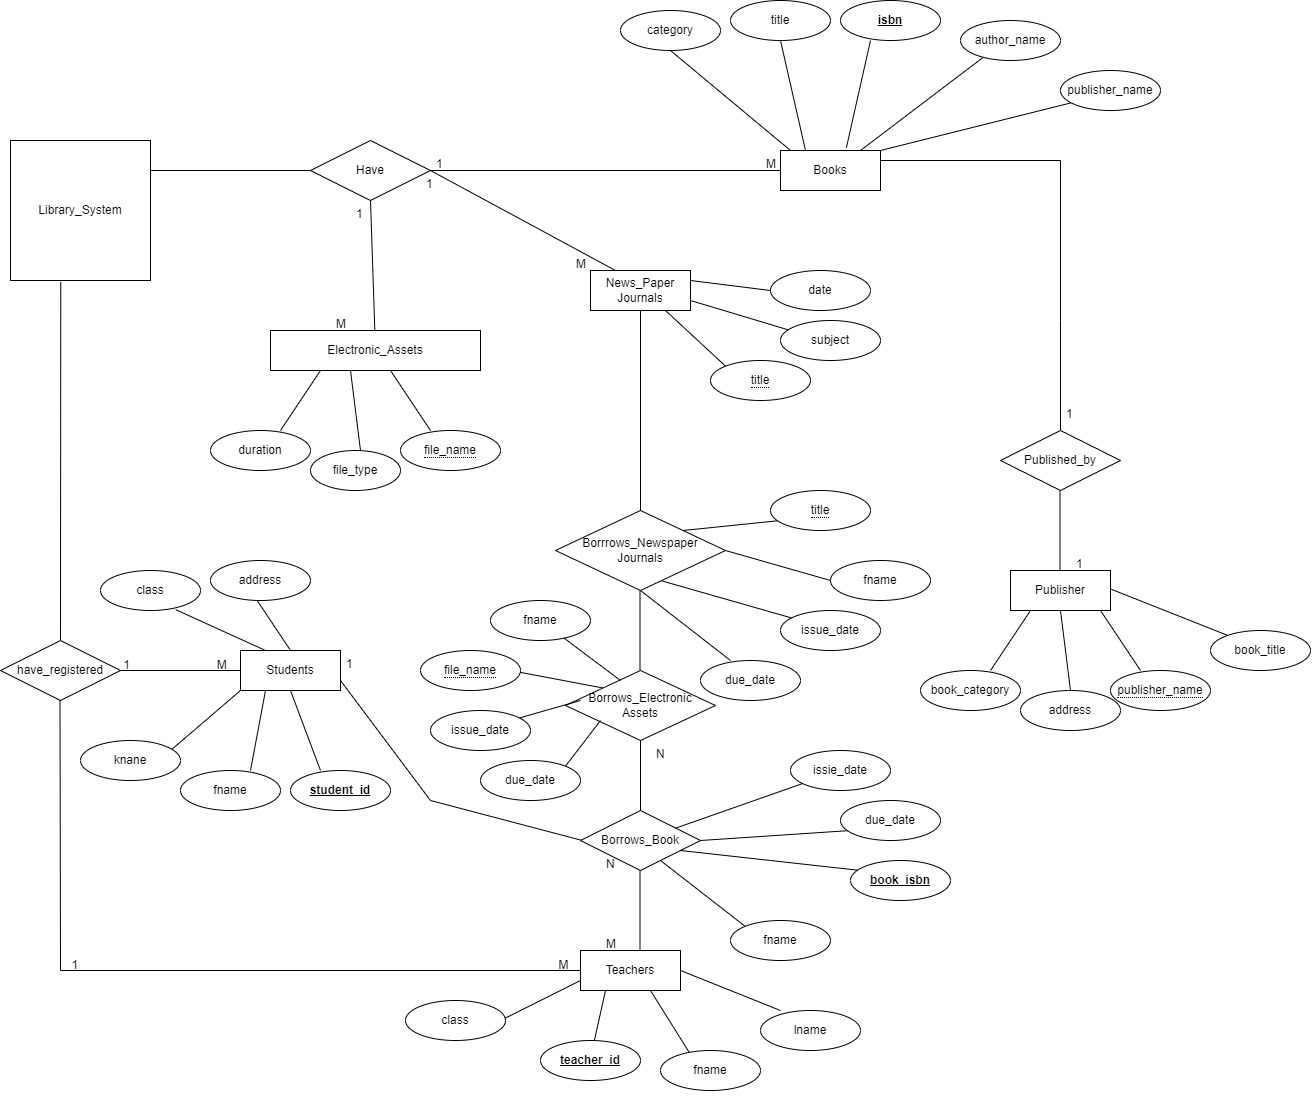 category
title
isbn
author_name
publisher_name
Library_System
Have
1
M
Books
1
1
M
News_Paper
Journals
date
subject
title
M
Electronic_Assets
duration
file_type
file_name
1
Published_by
1
Publisher
book_category
address
publisher_name
book_title
Borrrows_Newspaper
Journals
title
fname
issue_date
due_date
class
address
have_registered
1
M
Students
1
knane
fname
student_id
fname
file_name
issue_date
due_date
Borrows_Electronic
Assets
N
Borrows_Book
N
issie_date
due_date
book_isbn
fname
1
M
M
Teachers
class
teacher_id
fname
lname